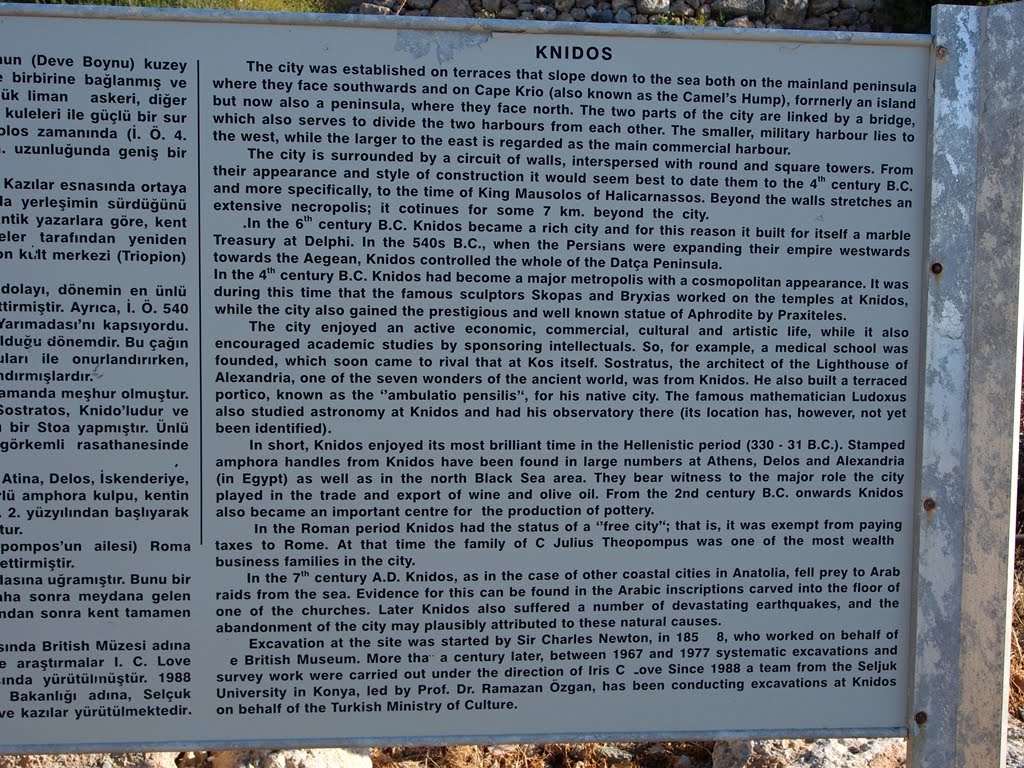 nun (Deve Boynu) kuzey
e birbirine bağlanmış ve
ük liman askeri, diğer
kuleleri ile güçlü bir sur
olos zamanında (İ. Ö. 4.
uzunluğunda geniş bir
Kazılar esnasında ortaya
la yerleşimin sürdüğünü
ntik yazarlara göre, kent
eler tarafından yeniden
on kült merkezi (Triopion)
dolayı, dönemin en ünlü
ettirmiştir. Ayrıca, İ. Ö. 540
Yarımadası'nı kapsıyordu.
lduğu dönemdir. Bu çağın
uları ile onurlandırırken,
ndırmışlardır.
amanda meşhur olmuştur.
Sostratos, Knido'ludur ve
bir Stoa yapmıştır. Ünlü
görkemli rasathanesinde
Atina, Delos, İskenderiye,
lü amphora kulpu, kentin
. 2. yüzyılından başlıyarak
tur.
pompos'un ailesi) Roma
ettirmiştir.
lasına uğramıştır. Bunu bir
aha sonra meydana gelen
ından sonra kent tamamen
sında British Müzesi adına
e araştırmalar I. C. Love
ında yürütülmüştür. 1988
Bakanlığı adına, Selçuk
ve kazılar yürütülmektedir.
KNIDOS
The city was established on terraces that slope down to the sea both on the mainland peninsula
where they face southwards and on Cape Krio (also known as the Camel's Hump), forrnerly an island
but now also a peninsula, where they face north. The two parts of the city are linked by a bridge,
which also serves to divide the two harbours from each other. The smaller, military harbour lies to
the west, while the larger to the east is regarded as the main commercial harbour.
The city is surrounded by a circuit of walls, interspersed with round and square towers. From
their appearance and style of construction it would seem best to date them to the 4th century B.C.
and more specifically, to the time of King Mausolos of Halicarnassos. Beyond the walls stretches an
extensive necropolis; it cotinues for some 7 km. beyond the city.
.In the 6th century B.C. Knidos became a rich city and for this reason it built for itself a marble
Treasury at Delphi. In the 540s B.C., when the Persians were expanding their empire westwards
towards the Aegean, Knidos controlled the whole of the Datça Peninsula.
In the 4th century B.C. Knidos had become a major metropolis with a cosmopolitan appearance. It was
during this time that the famous sculptors Skopas and Bryxias worked on the temples at Knidos,
while the city also gained the prestigious and well known statue of Aphrodite by Praxiteles.
The city enjoyed an active economic, commercial, cultural and artistic life, while it also
encouraged academic studies by sponsoring intellectuals. So, for example, a medical school was
founded, which soon came to rival that at Kos itself. Sostratus, the architect of the Lighthouse of
Alexandria, one of the seven wonders of the ancient world, was from Knidos. He also built a terraced
portico, known as the "ambulatio pensilis", for his native city. The famous mathematician Ludoxus
also studied astronomy at Knidos and had his observatory there (its location has, however, not yet
been identified).
In short, Knidos enjoyed its most brilliant time in the Hellenistic period (330 - 31 B.C.). Stamped
amphora handles from Knidos have been found in large numbers at Athens, Delos and Alexandria
(in Egypt) as well as in the north Black Sea area. They bear witness to the major role the city
played in the trade and export of wine and olive oil. From the 2nd century B.C. onwards Knidos
also became an important centre for the production of pottery.
In the Roman period Knidos had the status of a "free city"; that is, it was exempt from paying
taxes to Rome. At that time the family of C Julius Theopompus was one of the most wealth
business families in the city.
In the 7th century A.D. Knidos, as in the case of other coastal cities in Anatolia, fell prey to Arab
raids from the sea. Evidence for this can be found in the Arabic inscriptions carved into the floor of
one of the churches. Later Knidos also suffered a number of devastating earthquakes, and the
abandonment of the city may plausibly attributed to these natural causes.
Excavation at the site was started by Sir Charles Newton, in 185 8, who worked on behalf of
e British Museum. More tha a century later, between 1967 and 1977 systematic excavations and
survey work were carried out under the direction of Iris C ove Since 1988 a team from the Seljuk
University in Konya, led by Prof. Dr. Ramazan Özgan, has been conducting excavations at Knidos
on behalf of the Turkish Ministry of Culture.